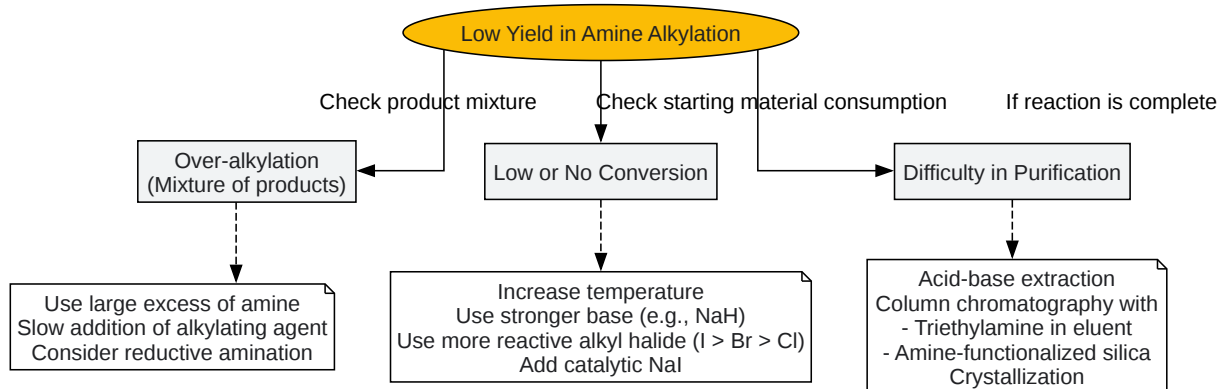 Low Yield in Amine Alkylation
Check product mixture
Check starting material consumption
If reaction is complete
Over-alkylation
(Mixture of products)
Low or No Conversion
Difficulty in Purification
Use large excess of amine
Slow addition of alkylating agent
Consider reductive amination
Increase temperature
Use stronger base (e.g., NaH)
Use more reactive alkyl halide (I > Br > Cl)
Add catalytic NaI
Acid-base extraction
Column chromatography with
- Triethylamine in eluent
- Amine-functionalized silica
Crystallization